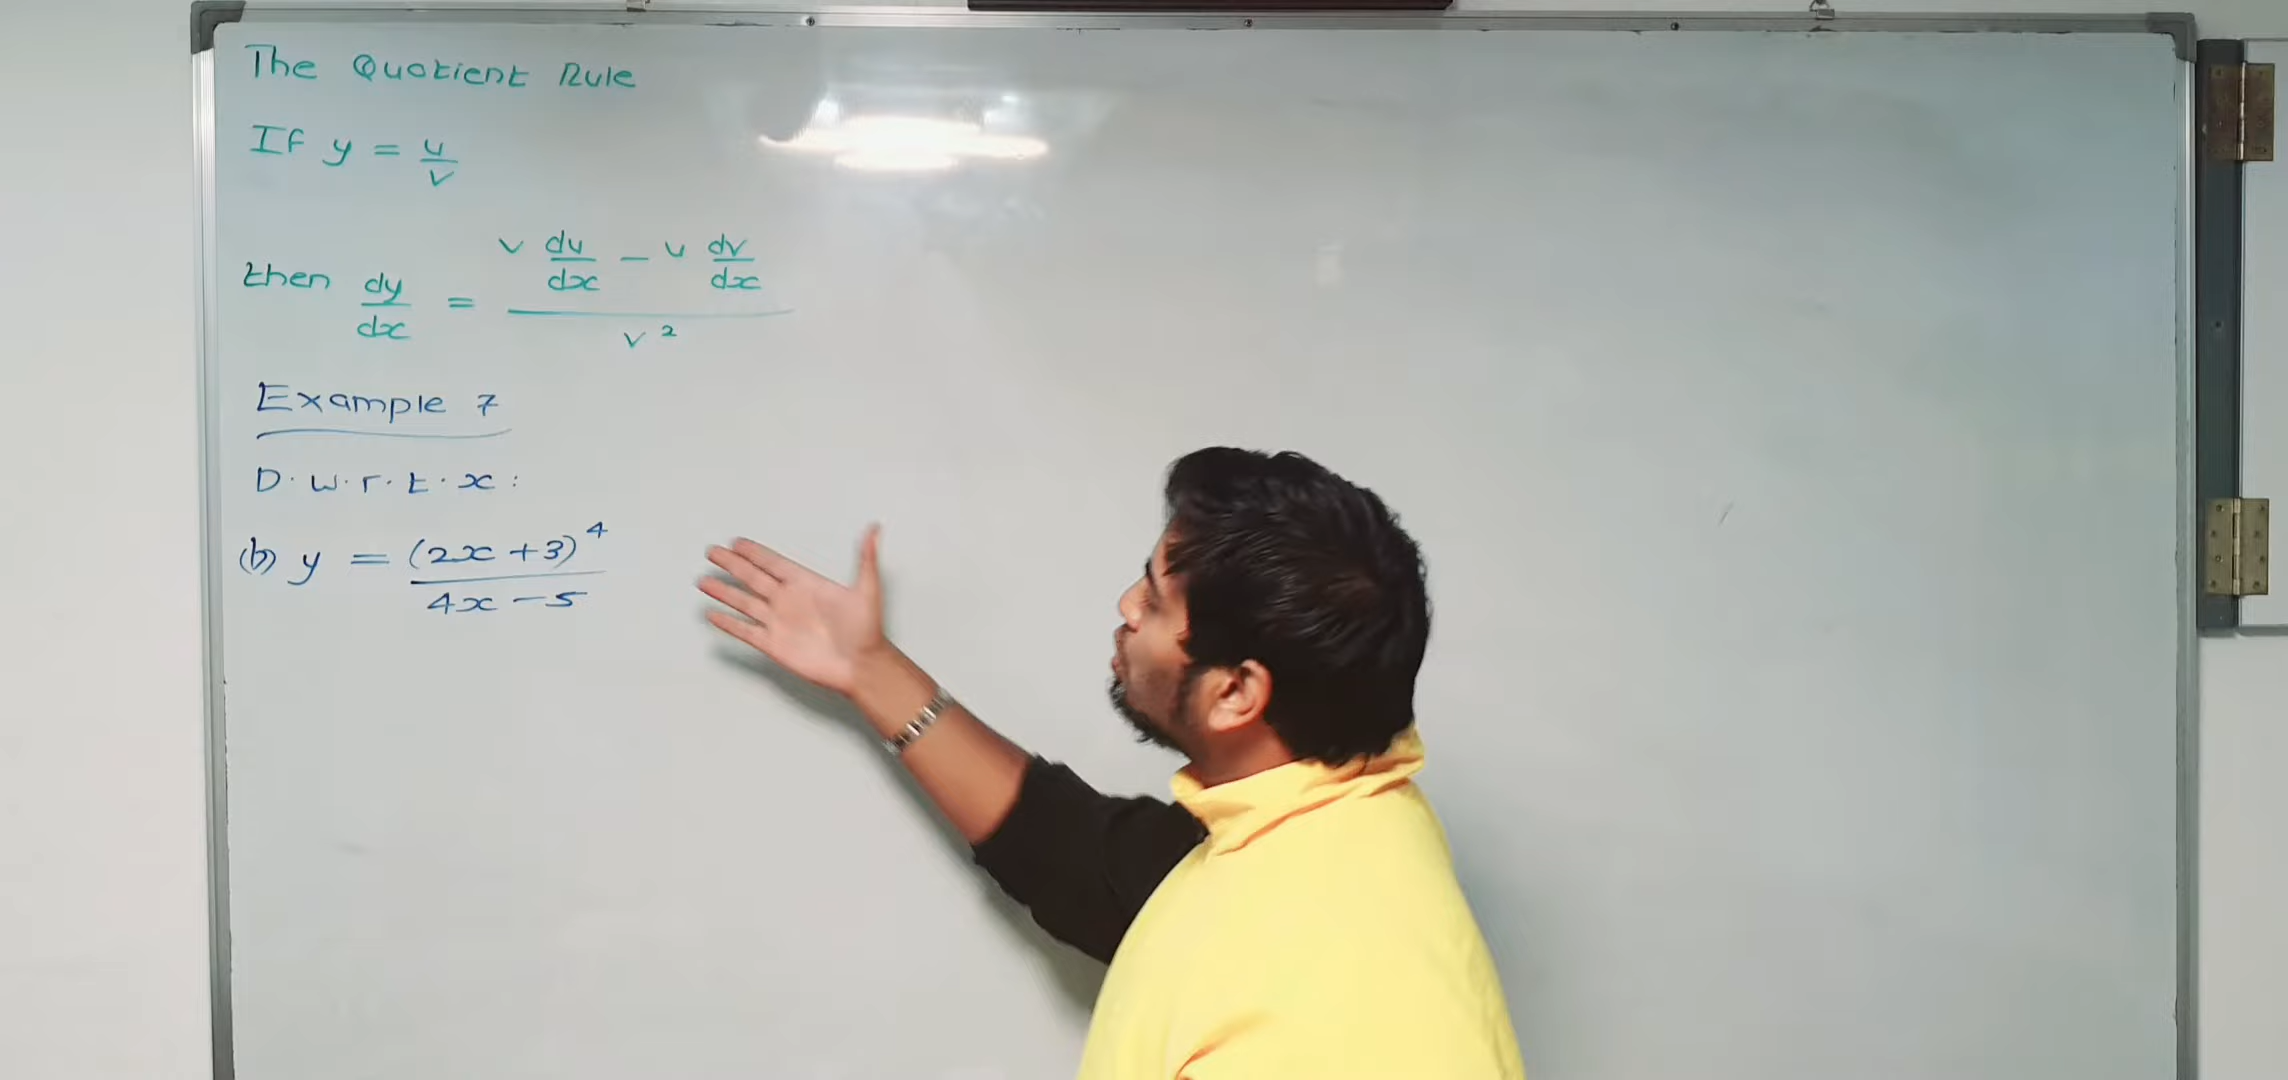 The Quotient Rule
If y = u/v
then dy/dx = (v du/dx − u dv/dx) / v²
Example 7
D.w.r.t.x:
(b) y = (2x + 3)⁴ / (4x − 5)